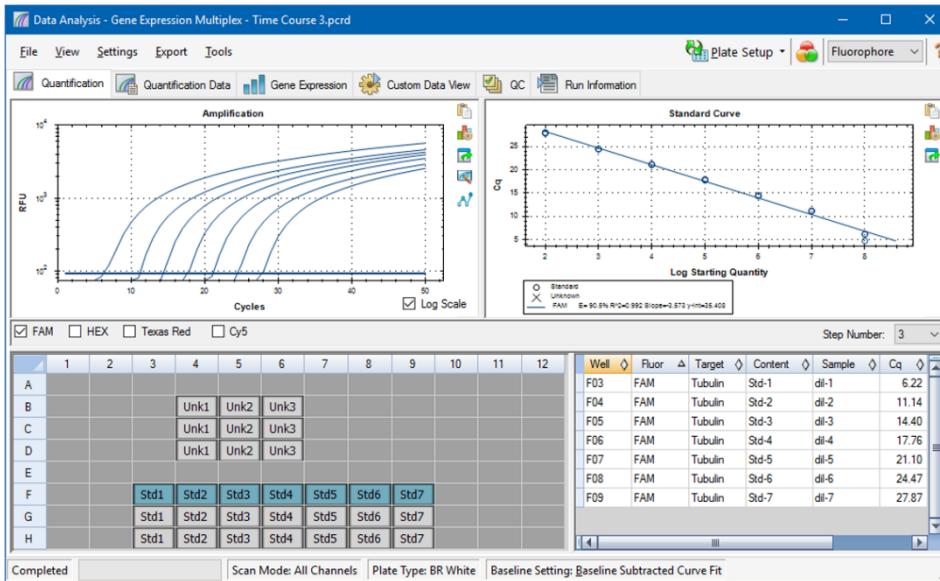 Data Analysis - Gene Expression Multiplex - Time Course 3.pcrd
File View Settings Export Tools Plate Setup Fluorophore
Quantification Quantification Data Gene Expression Custom Data View QC Run Information
Amplification
10^4
10^3
10^2
RFU
0 10 20 30 40 50
Cycles
Log Scale
Standard Curve
25
20
15
10
5
Cq
2 3 4 5 6 7 8
Log Starting Quantity
Standard
Unknown
FAM E= 90.5% R^2=0.992 Slope=-3.573 y-int=35.408
FAM HEX Texas Red Cy5 Step Number: 3
1 2 3 4 5 6 7 8 9 10 11 12
A
B Unk1 Unk2 Unk3
C Unk1 Unk2 Unk3
D Unk1 Unk2 Unk3
E
F Std1 Std2 Std3 Std4 Std5 Std6 Std7
G Std1 Std2 Std3 Std4 Std5 Std6 Std7
H Std1 Std2 Std3 Std4 Std5 Std6 Std7
Well Fluor Target Content Sample Cq
F03 FAM Tubulin Std-1 dil-1 6.22
F04 FAM Tubulin Std-2 dil-2 11.14
F05 FAM Tubulin Std-3 dil-3 14.40
F06 FAM Tubulin Std-4 dil-4 17.76
F07 FAM Tubulin Std-5 dil-5 21.10
F08 FAM Tubulin Std-6 dil-6 24.47
F09 FAM Tubulin Std-7 dil-7 27.87
Completed Scan Mode: All Channels Plate Type: BR White Baseline Setting: Baseline Subtracted Curve Fit